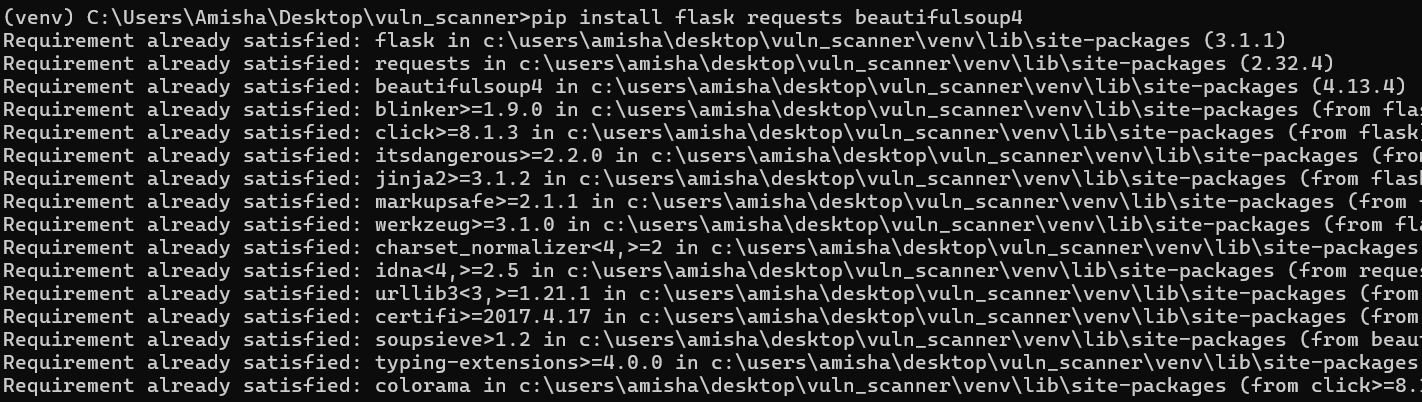 (venv) C:\Users\Amisha\Desktop\vuln_scanner>pip install flask requests beautifulsoup4
Requirement already satisfied: flask in c:\users\amisha\desktop\vuln_scanner\venv\lib\site-packages (3.1.1)
Requirement already satisfied: requests in c:\users\amisha\desktop\vuln_scanner\venv\lib\site-packages (2.32.4)
Requirement already satisfied: beautifulsoup4 in c:\users\amisha\desktop\vuln_scanner\venv\lib\site-packages (4.13.4)
Requirement already satisfied: blinker>=1.9.0 in c:\users\amisha\desktop\vuln_scanner\venv\lib\site-packages (from flas
Requirement already satisfied: click>=8.1.3 in c:\users\amisha\desktop\vuln_scanner\venv\lib\site-packages (from flask)
Requirement already satisfied: itsdangerous>=2.2.0 in c:\users\amisha\desktop\vuln_scanner\venv\lib\site-packages (from
Requirement already satisfied: jinja2>=3.1.2 in c:\users\amisha\desktop\vuln_scanner\venv\lib\site-packages (from flask
Requirement already satisfied: markupsafe>=2.1.1 in c:\users\amisha\desktop\vuln_scanner\venv\lib\site-packages (from
Requirement already satisfied: werkzeug>=3.1.0 in c:\users\amisha\desktop\vuln_scanner\venv\lib\site-packages (from fla
Requirement already satisfied: charset_normalizer<4,>=2 in c:\users\amisha\desktop\vuln_scanner\venv\lib\site-packages
Requirement already satisfied: idna<4,>=2.5 in c:\users\amisha\desktop\vuln_scanner\venv\lib\site-packages (from reques
Requirement already satisfied: urllib3<3,>=1.21.1 in c:\users\amisha\desktop\vuln_scanner\venv\lib\site-packages (from
Requirement already satisfied: certifi>=2017.4.17 in c:\users\amisha\desktop\vuln_scanner\venv\lib\site-packages (from
Requirement already satisfied: soupsieve>1.2 in c:\users\amisha\desktop\vuln_scanner\venv\lib\site-packages (from beaut
Requirement already satisfied: typing-extensions>=4.0.0 in c:\users\amisha\desktop\vuln_scanner\venv\lib\site-packages
Requirement already satisfied: colorama in c:\users\amisha\desktop\vuln_scanner\venv\lib\site-packages (from click>=8.